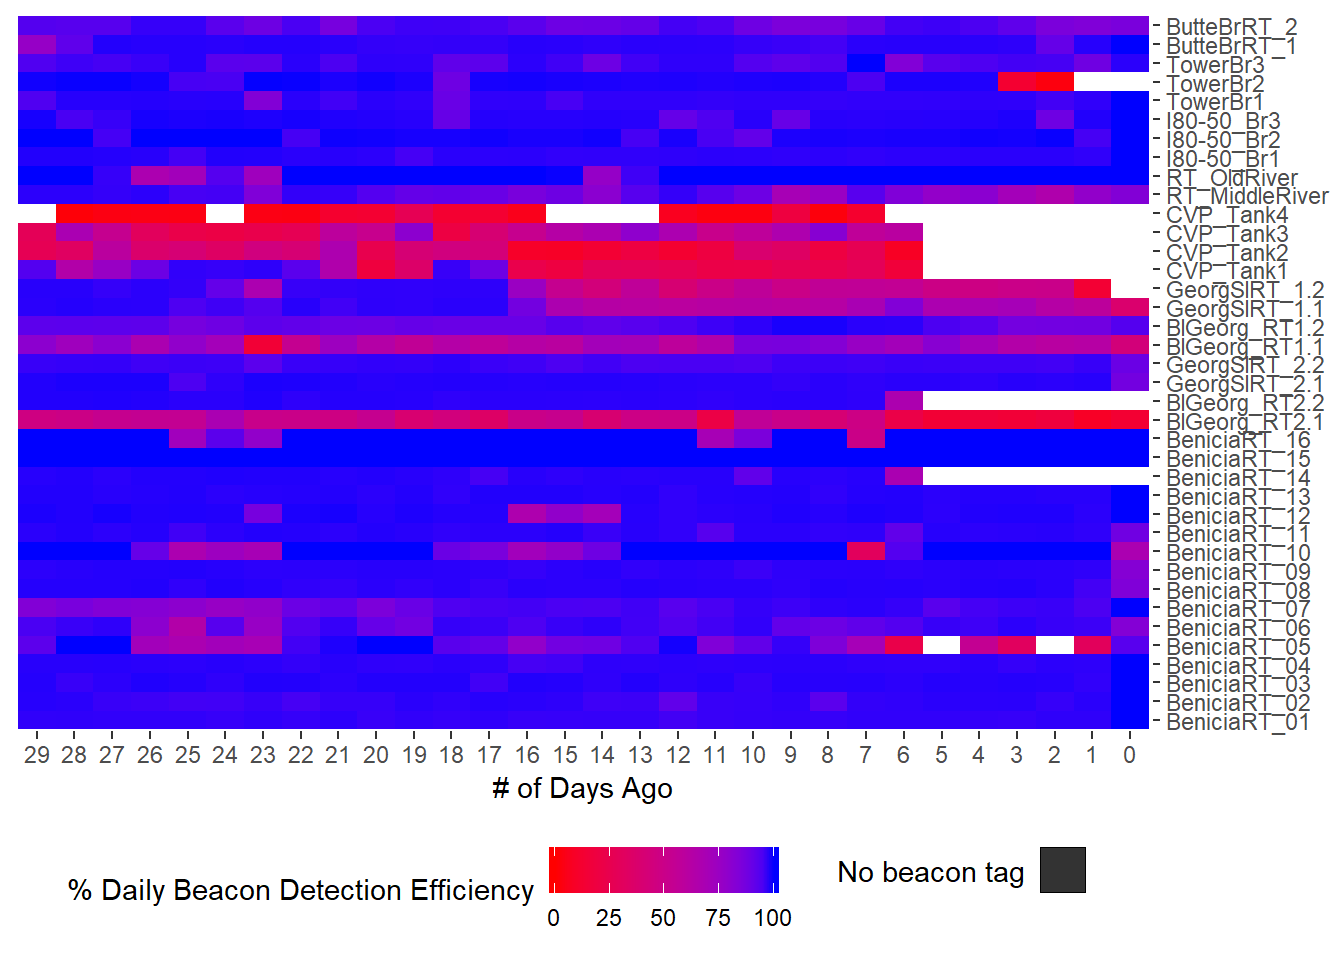 ButteBrRT_2
ButteBrRT_1
TowerBr3
TowerBr2
TowerBr1
I80-50_Br3
I80-50_Br2
I80-50_Br1
RT_OldRiver
RT_MiddleRiver
CVP_Tank4
CVP_Tank3
CVP_Tank2
CVP_Tank1
GeorgSlRT_1.2
GeorgSlRT_1.1
BlGeorg_RT1.2
BlGeorg_RT1.1
GeorgSlRT_2.2
GeorgSlRT_2.1
BlGeorg_RT2.2
BlGeorg_RT2.1
BeniciaRT_16
BeniciaRT_15
BeniciaRT_14
BeniciaRT_13
BeniciaRT_12
BeniciaRT_11
BeniciaRT_10
BeniciaRT_09
BeniciaRT_08
BeniciaRT_07
BeniciaRT_06
BeniciaRT_05
BeniciaRT_04
BeniciaRT_03
BeniciaRT_02
BeniciaRT_01
29 28 27 26 25 24 23 22 21 20 19 18 17 16 15 14 13 12 11 10 9 8 7 6 5 4 3 2 1 0
# of Days Ago
% Daily Beacon Detection Efficiency
0 25 50 75 100
No beacon tag